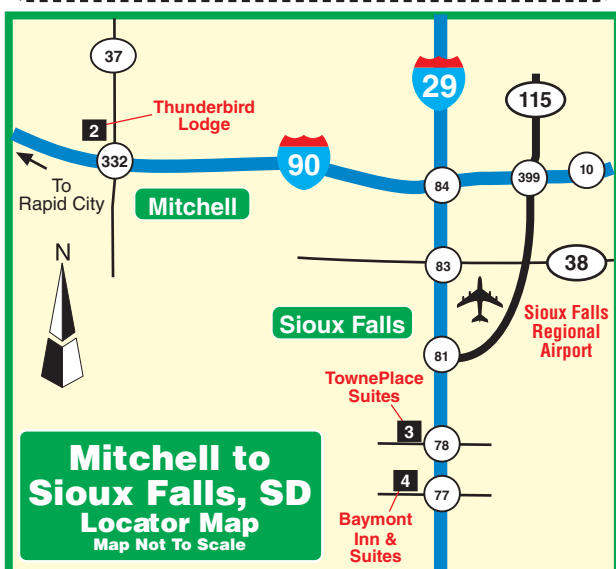 37
29
115
2
Thunderbird
Lodge
332
90
84
399
10
To
Rapid City
Mitchell
N
83
38
Sioux Falls
Sioux Falls
Regional
Airport
81
TownePlace
Suites
3
78
4
77
Baymont
Inn &
Suites
Mitchell to
Sioux Falls, SD
Locator Map
Map Not To Scale